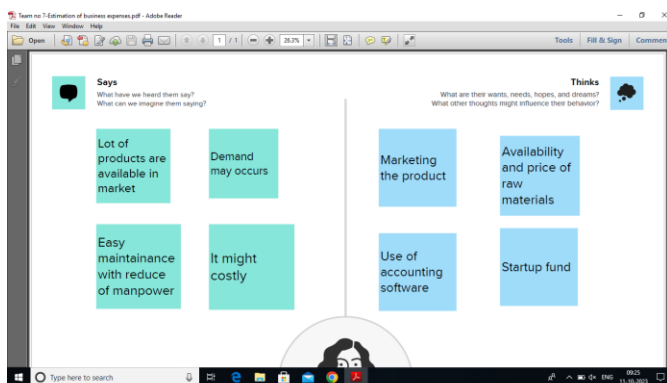 Team no 7-Estimation of business expenses.pdf - Adobe Reader
File Edit View Window Help
Open 1 / 1 26.3% Tools Fill & Sign Comment
Says
What have we heard them say?
What can we imagine them saying?
Thinks
What are their wants, needs, hopes, and dreams?
What other thoughts might influence their behavior?
Lot of
products are
available in
market
Demand
may occurs
Easy
maintainance
with reduce
of manpower
It might
costly
Marketing
the product
Availability
and price of
raw
materials
Use of
accounting
software
Startup fund
Type here to search
ENG
09:25
11-10-2023